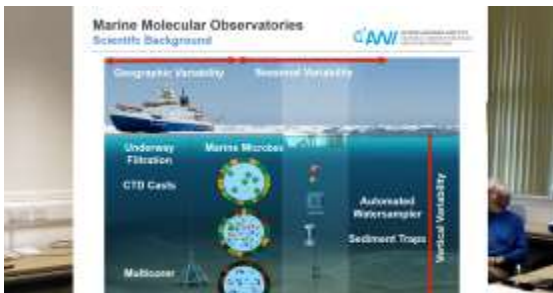 Marine Molecular Observatories
Scientifc Background
AWI
Geographic Variability
Seasonal Variability
Underway
Filtration
Marine Microbes
CTD Casts
Automated
Watersampler
Sediment Traps
Multicorer
Vertical Variability